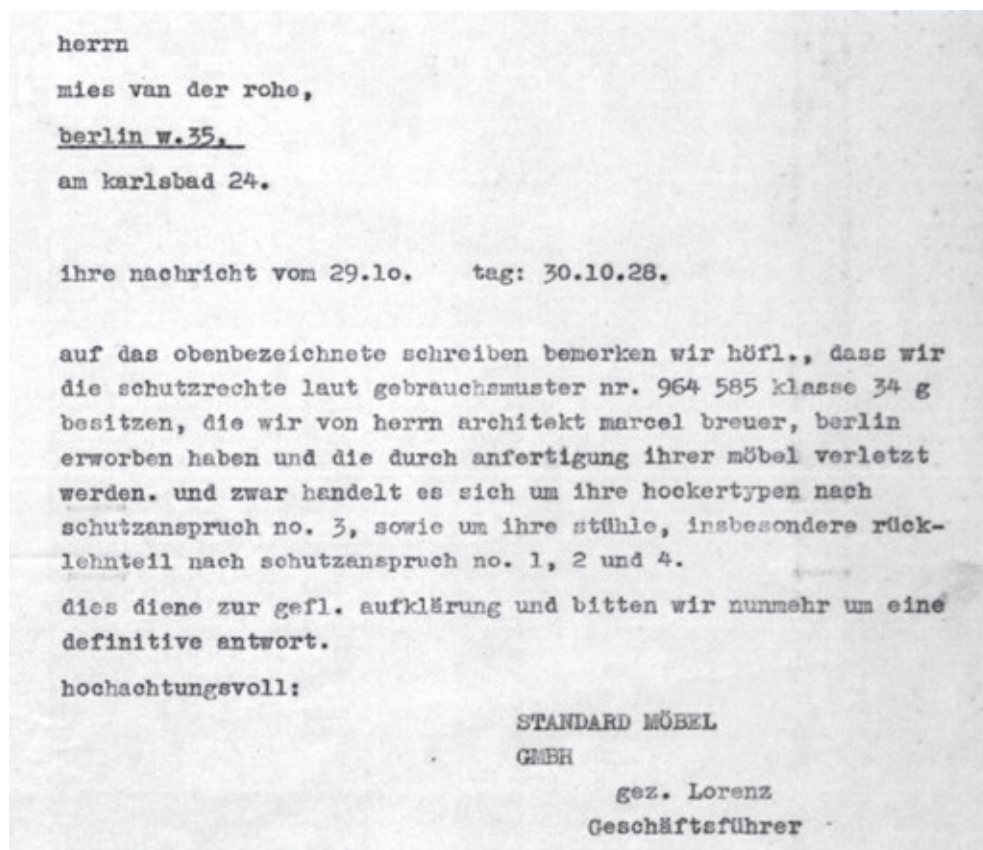 herrn
mies van der rohe,
berlin w.35,
am karlsbad 24.
ihre nachricht vom 29.lo. tag: 30.10.28.
auf das obenbezeichnete schreiben bemerken wir höfl., dass wir
die schutzrechte laut gebrauchsmuster nr. 964 585 klasse 34 g
besitzen, die wir von herrn architekt marcel breuer, berlin
erworben haben und die durch anfertigung ihrer möbel verletzt
werden. und zwar handelt es sich um ihre hockertypen nach
schutzanspruch no. 3, sowie um ihre stühle, insbesondere rück-
lehnteil nach schutzanspruch no. 1, 2 und 4.
dies diene zur gefl. aufklärung und bitten wir nunmehr um eine
definitive antwort.
hochachtungsvoll:
STANDARD MÖBEL
GMBH
gez. Lorenz
Geschäftsführer